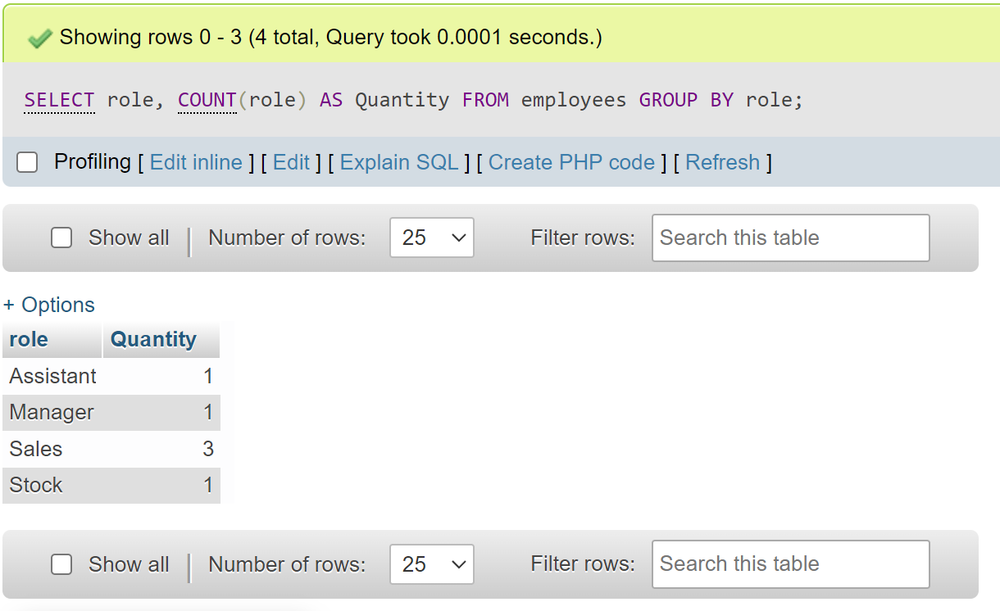 Showing rows 0 - 3 (4 total, Query took 0.0001 seconds.)
SELECT role, COUNT(role) AS Quantity FROM employees GROUP BY role;
Profiling [ Edit inline ] [ Edit ] [ Explain SQL ] [ Create PHP code ] [ Refresh ]
Show all | Number of rows: 25 Filter rows: Search this table
+ Options
role Quantity
Assistant 1
Manager 1
Sales 3
Stock 1
Show all | Number of rows: 25 Filter rows: Search this table